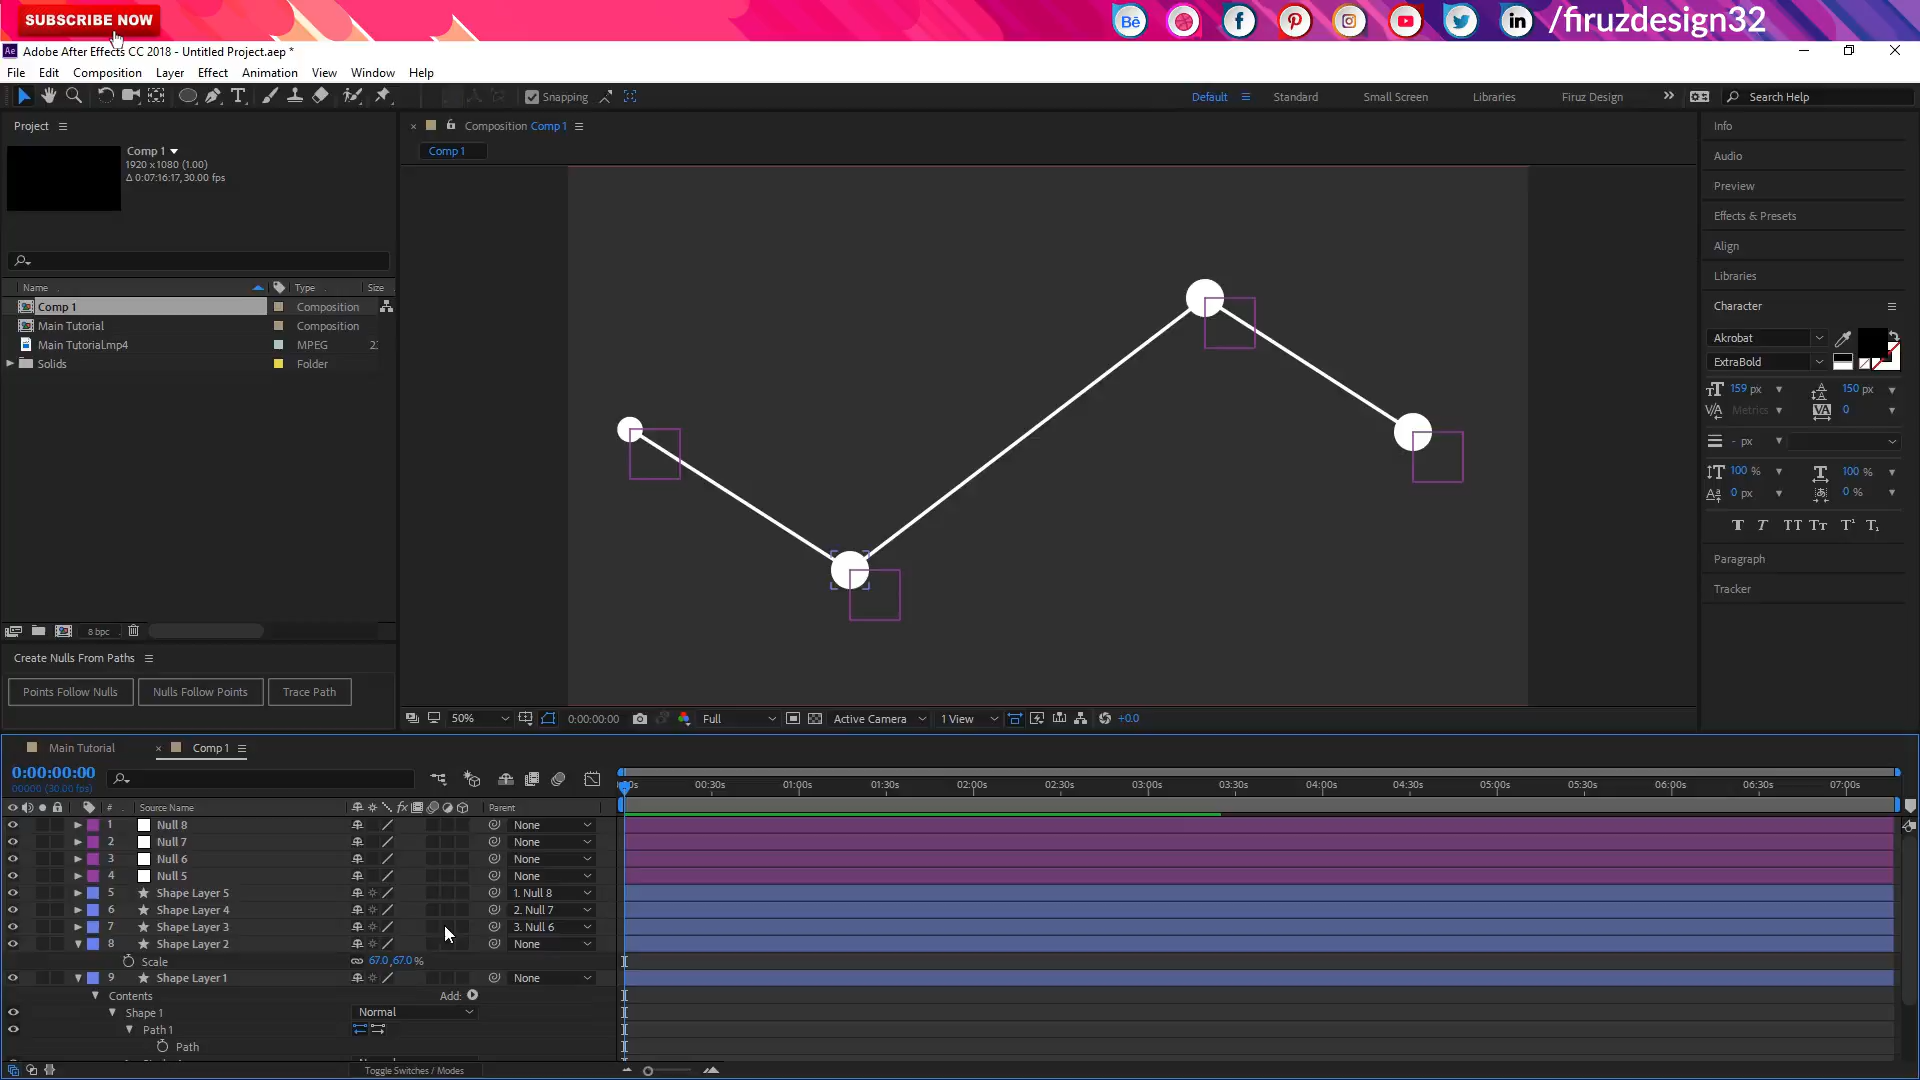 SUBSCRIBE NOW
Bē
/firuzdesign32
Ae Adobe After Effects CC 2018 - Untitled Project.aep *
File Edit Composition Layer Effect Animation View Window Help
Snapping
Default Standard Small Screen Libraries Firuz Design Search Help
Project
Composition Comp 1
Comp 1
Comp 1
1920 x 1080 (1.00)
Δ 0:07:16:17, 30.00 fps
Name Type Size
Comp 1 Composition
Main Tutorial Composition
Main Tutorial.mp4 MPEG
Solids Folder
8 bpc
Create Nulls From Paths
Points Follow Nulls Nulls Follow Points Trace Path
50% 0:00:00:00 Full Active Camera 1 View +0.0
Info
Audio
Preview
Effects & Presets
Align
Libraries
Character
Akrobat
ExtraBold
159 px 150 px
Metrics 0
- px
100 % 100 %
0 px 0 %
T T TT Tr T¹ T₁
Paragraph
Tracker
Main Tutorial Comp 1
0:00:00:00
00000 (30.00 fps)
:00s 00:30s 01:00s 01:30s 02:00s 02:30s 03:00s 03:30s 04:00s 04:30s 05:00s 05:30s 06:00s 06:30s 07:00s
# Source Name Parent
1 Null 8 None
2 Null 7 None
3 Null 6 None
4 Null 5 None
5 Shape Layer 5 1. Null 8
6 Shape Layer 4 2. Null 7
7 Shape Layer 3 3. Null 6
8 Shape Layer 2 None
Scale 67.0, 67.0 %
9 Shape Layer 1 None
Contents Add:
Shape 1 Normal
Path 1
Path
Toggle Switches / Modes